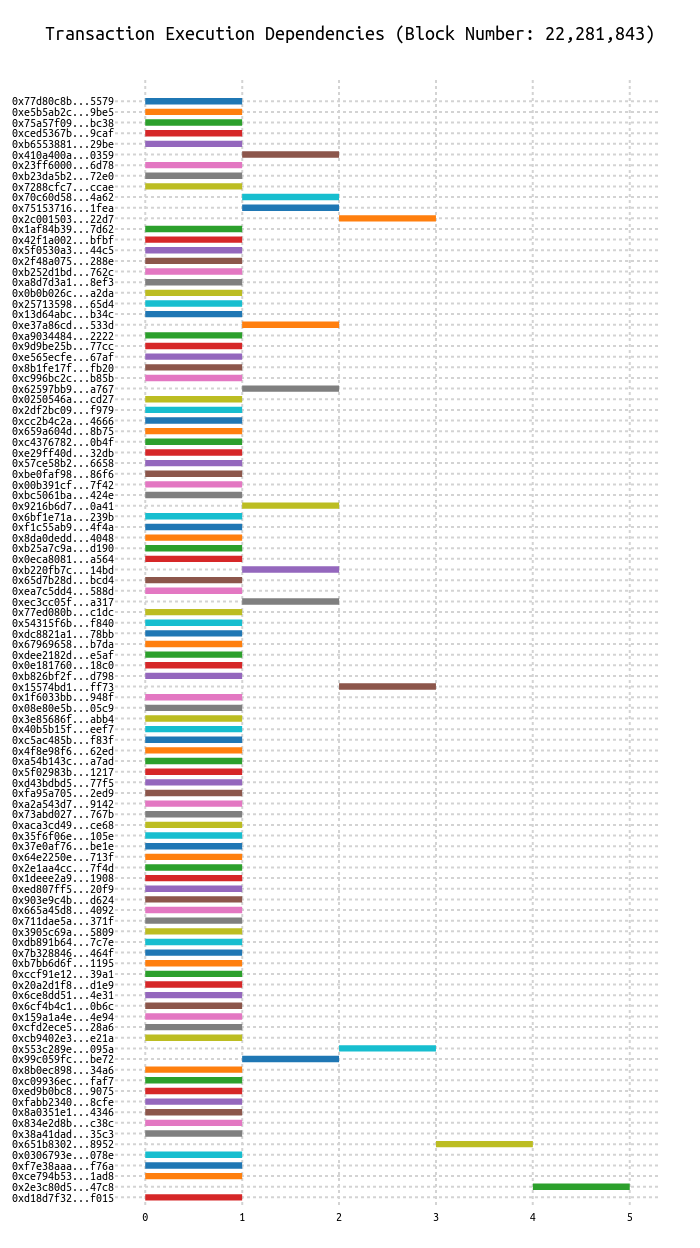 Transaction Execution Dependencies (Block Number: 22,281,843)
0x77d80c8b...5579
0xe5b5ab2c...9be5
0x75a57f09...bc38
0xced5367b...9caf
0xb6553881...29be
0x410a400a...0359
0x23ff6000...6d78
0xb23da5b2...72e0
0x7288cfc7...ccae
0x70c60d58...4a62
0x75153716...1fea
0x2c001503...22d7
0x1af84b39...7d62
0x42f1a002...bfbf
0x5f0530a3...44c5
0x2f48a075...288e
0xb252d1bd...762c
0xa8d7d3a1...8ef3
0x0b0b026c...a2da
0x25713598...65d4
0x13d64abc...b34c
0xe37a86cd...533d
0xa9034484...2222
0x9d9be25b...77cc
0xe565ecfe...67af
0x8b1fe17f...fb20
0xc996bc2c...b85b
0x62597bb9...a767
0x0250546a...cd27
0x2df2bc09...f979
0xcc2b4c2a...4666
0x659a604d...8b75
0xc4376782...0b4f
0xe29ff40d...32db
0x57ce58b2...6658
0xbe0faf98...86f6
0x00b391cf...7f42
0xbc5061ba...424e
0x9216b6d7...0a41
0x6bf1e71a...239b
0xf1c55ab9...4f4a
0x8da0dedd...4048
0xb25a7c9a...d190
0x0eca8081...a564
0xb220fb7c...14bd
0x65d7b28d...bcd4
0xea7c5dd4...588d
0xec3cc05f...a317
0x77ed080b...c1dc
0x54315f6b...f840
0xdc8821a1...78bb
0x67969658...b7da
0xdee2182d...e5af
0x0e181760...18c0
0xb826bf2f...d798
0x15574bd1...ff73
0x1f6033bb...948f
0x08e80e5b...05c9
0x3e85686f...abb4
0x40b5b15f...eef7
0xc5ac485b...f83f
0x4f8e98f6...62ed
0xa54b143c...a7ad
0x5f02983b...1217
0xd43bdbd5...77f5
0xfa95a705...2ed9
0xa2a543d7...9142
0x73abd027...767b
0xaca3cd49...ce68
0x35f6f06e...105e
0x37e0af76...be1e
0x64e2250e...713f
0x2e1aa4cc...7f4d
0x1deee2a9...1908
0xed807ff5...20f9
0x903e9c4b...d624
0x665a45d8...4092
0x711dae5a...371f
0x3905c69a...5809
0xdb891b64...7c7e
0x7b328846...464f
0xb7bb6d6f...1195
0xccf91e12...39a1
0x20a2d1f8...d1e9
0x6ce8dd51...4e31
0x6cf4b4c1...0b6c
0x159a1a4e...4e94
0xcfd2ece5...28a6
0xcb9402e3...e21a
0x553c289e...095a
0x99c059fc...be72
0x8b0ec898...34a6
0xc09936ec...faf7
0xed9b0bc8...9075
0xfabb2340...8cfe
0x8a0351e1...4346
0x834e2d8b...c38c
0x38a41dad...35c3
0x651b8302...8952
0x0306793e...078e
0xf7e38aaa...f76a
0xce794b53...1ad8
0x2e3c80d5...47c8
0xd18d7f32...f015
0 1 2 3 4 5